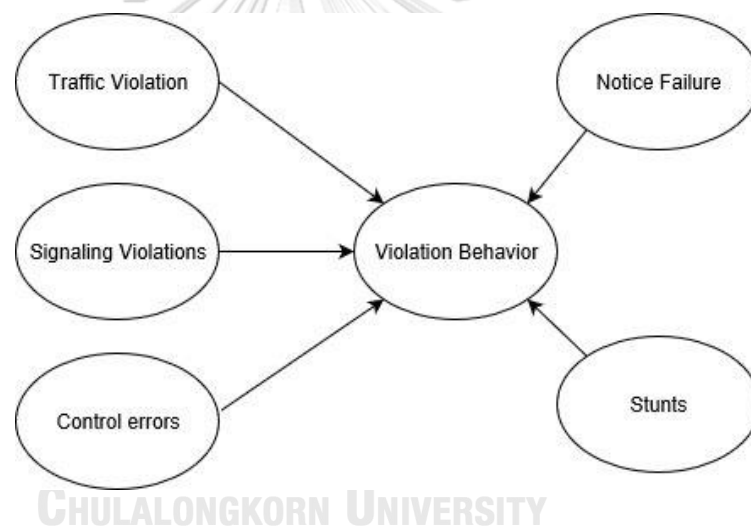 Traffic Violation
Notice Failure
Signaling Violations
Violation Behavior
Control errors
Stunts
CHULALONGKORN UNIVERSITY